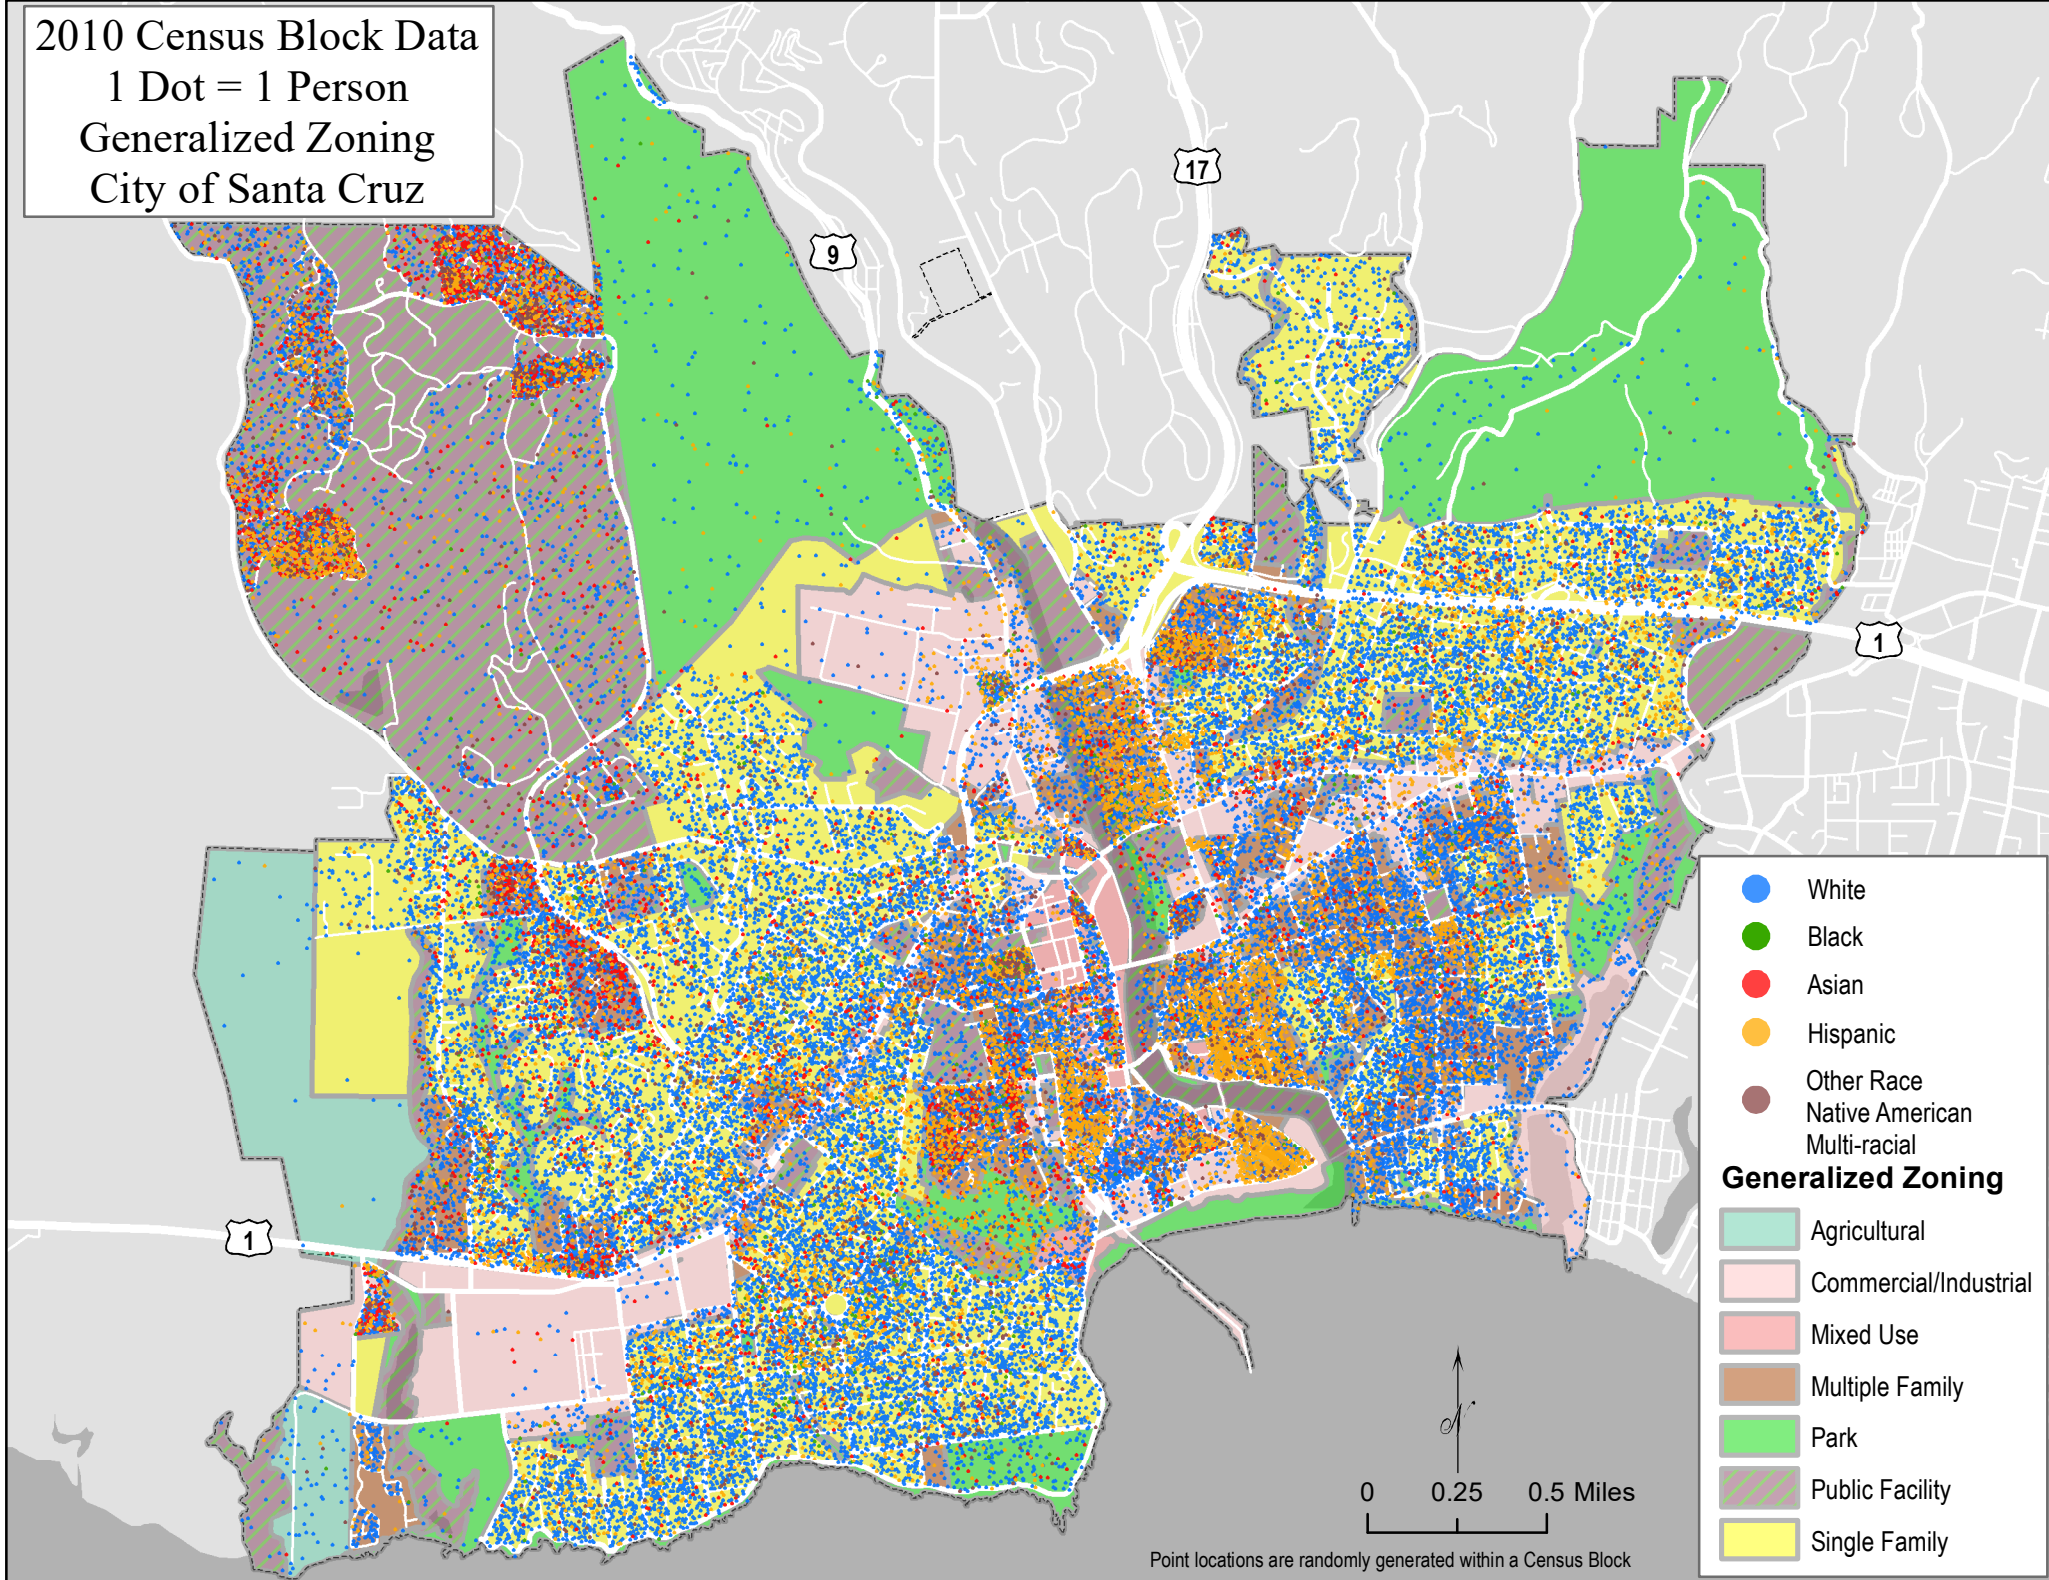 2010 Census Block Data
1 Dot = 1 Person
Generalized Zoning
City of Santa Cruz
17
9
1
1
White
Black
Asian
Hispanic
Other Race
Native American
Multi-racial
Generalized Zoning
Agricultural
Commercial/Industrial
Mixed Use
Multiple Family
Park
Public Facility
Single Family
N
0 0.25 0.5 Miles
Point locations are randomly generated within a Census Block